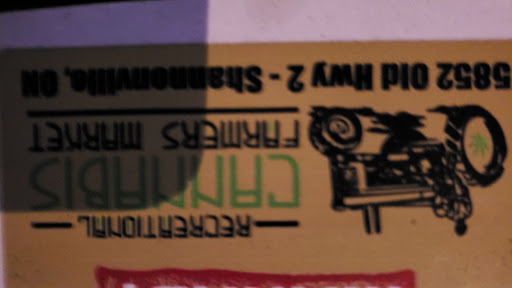 RECREATIONAL
CANNABIS
FARMERS MARKET
5852 Old Hwy 2 - Shannonville, ON